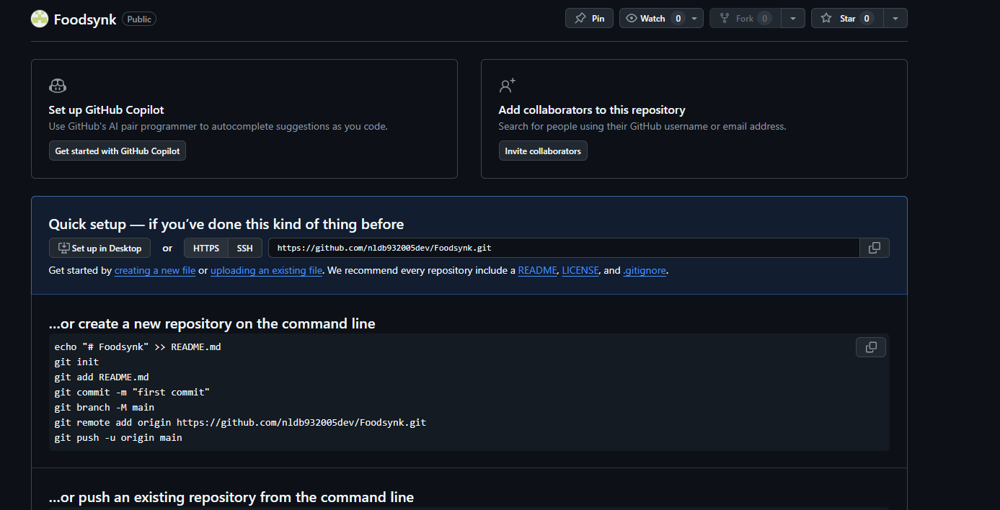 Foodsynk Public Pin Watch 0 Fork 0 Star 0
Set up GitHub Copilot
Use GitHub's AI pair programmer to autocomplete suggestions as you code.
Get started with GitHub Copilot
Add collaborators to this repository
Search for people using their GitHub username or email address.
Invite collaborators
Quick setup — if you’ve done this kind of thing before
Set up in Desktop or HTTPS SSH https://github.com/nldb932005dev/Foodsynk.git
Get started by creating a new file or uploading an existing file. We recommend every repository include a README, LICENSE, and .gitignore.
…or create a new repository on the command line
echo "# Foodsynk" >> README.md
git init
git add README.md
git commit -m "first commit"
git branch -M main
git remote add origin https://github.com/nldb932005dev/Foodsynk.git
git push -u origin main
…or push an existing repository from the command line